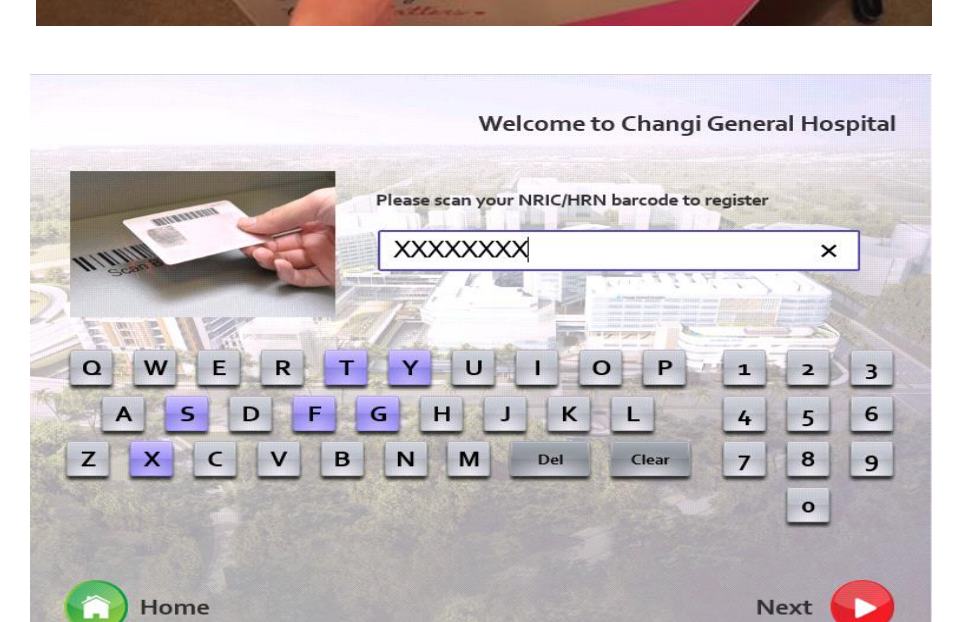 Welcome to Changi General Hospital
Please scan your NRIC/HRN barcode to register
XXXXXXXX ×
Q W E R T Y U I O P 1 2 3
A S D F G H J K L 4 5 6
Z X C V B N M Del Clear 7 8 9
0
Home Next